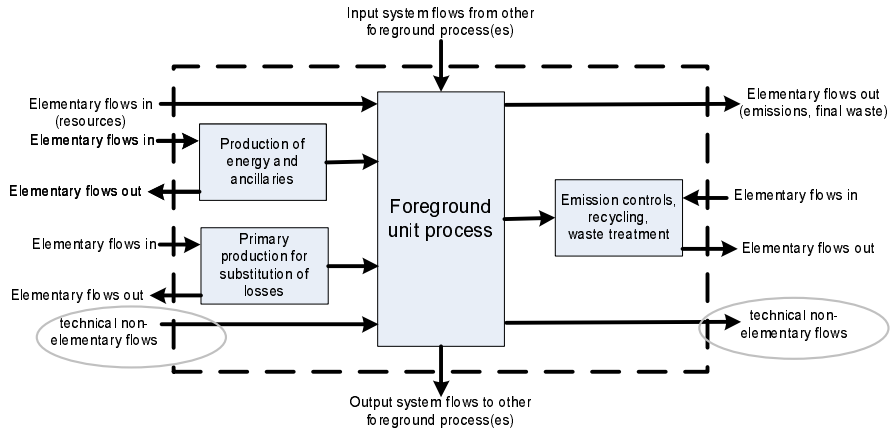 Input system flows from other
foreground process(es)
Elementary flows in
(resources)
Elementary flows in
Elementary flows out
Elementary flows in
Elementary flows out
technical non-
elementary flows
Production of
energy and
ancillaries
Primary
production for
substitution of
losses
Foreground
unit process
Emission controls,
recycling,
waste treatment
Elementary flows out
(emissions, final waste)
Elementary flows in
Elementary flows out
technical non-
elementary flows
Output system flows to other
foreground process(es)